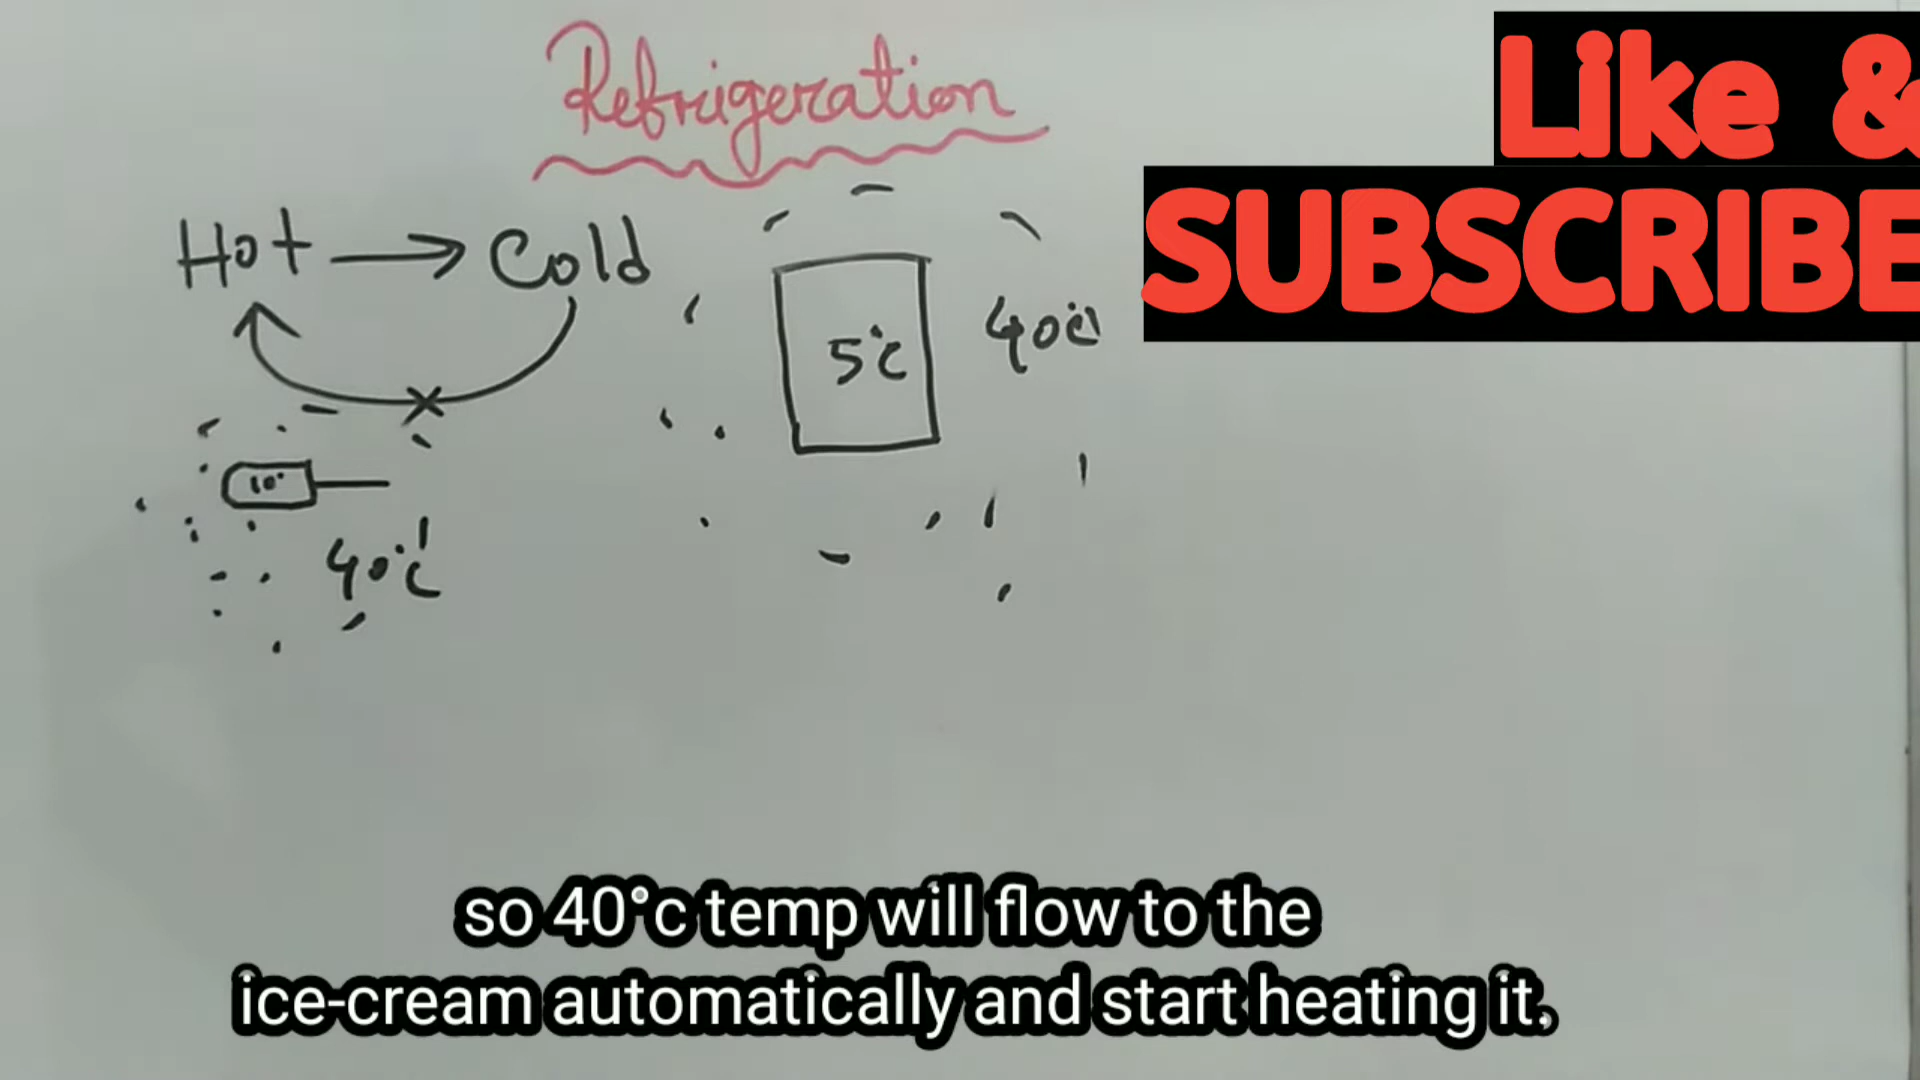 Refrigeration
Like &
SUBSCRIBE
Hot → Cold
5°c
40°c
10°
40°c
so 40°c temp will flow to the
ice-cream automatically and start heating it.